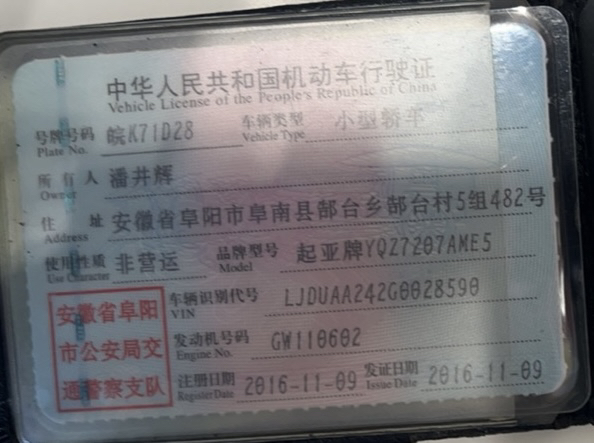 中华人民共和国机动车行驶证
Vehicle License of the People's Republic of China
号牌号码 皖K71D28 车辆类型 小型轿车
Plate No. Vehicle Type
所有人 潘井辉
Owner
住址 安徽省阜阳市阜南县郜台乡郜台村5组482号
Address
使用性质 非营运 品牌型号 起亚牌YQZ7207AME5
Use Character Model
车辆识别代号 LJDUAA242G0028590
VIN
发动机号码 GW110602
Engine No.
注册日期 2016-11-09 发证日期 2016-11-09
Register Date Issue Date
安徽省阜阳
市公安局交
通警察支队